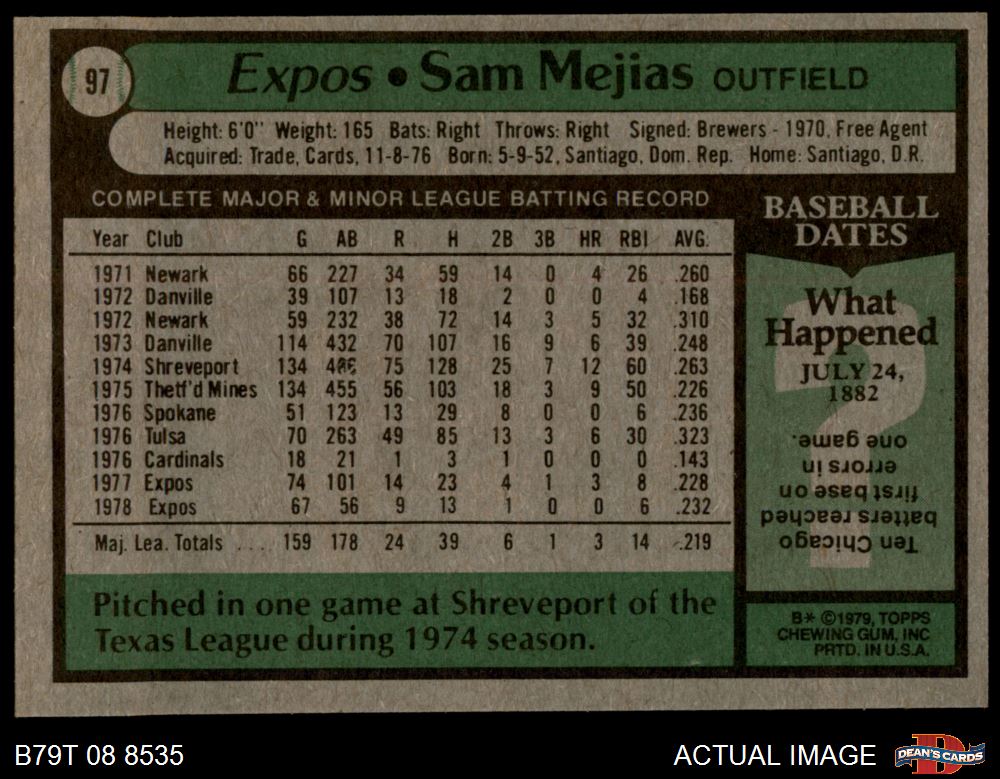 97
Expos • Sam Mejias OUTFIELD
Height: 6'0" Weight: 165 Bats: Right Throws: Right Signed: Brewers - 1970, Free Agent
Acquired: Trade, Cards, 11-8-76 Born: 5-9-52, Santiago, Dom. Rep. Home: Santiago, D.R.
COMPLETE MAJOR & MINOR LEAGUE BATTING RECORD
Year Club G AB R H 2B 3B HR RBI AVG.
1971 Newark 66 227 34 59 14 0 4 26 .260
1972 Danville 39 107 13 18 2 0 0 4 .168
1972 Newark 59 232 38 72 14 3 5 32 .310
1973 Danville 114 432 70 107 16 9 6 39 .248
1974 Shreveport 134 75 128 25 7 12 60 .263
1975 Thetf'd Mines 134 455 56 103 18 3 9 50 .226
1976 Spokane 51 123 13 29 8 0 0 6 .236
1976 Tulsa 70 263 49 85 13 3 6 30 .323
1976 Cardinals 18 21 1 3 1 0 0 0 .143
1977 Expos 74 101 14 23 4 1 3 8 .228
1978 Expos 67 56 9 13 1 0 0 6 .232
Maj. Lea. Totals .... 159 178 24 39 6 1 3 14 .219
Pitched in one game at Shreveport of the
Texas League during 1974 season.
BASEBALL
DATES
What
Happened
JULY 24,
1882
Ten Chicago
batters reached
first base on
errors in
one game.
B* ©1979, TOPPS
CHEWING GUM, INC
PRTD. IN U.S.A.
B79T 08 8535
ACTUAL IMAGE
DEAN'S CARDS